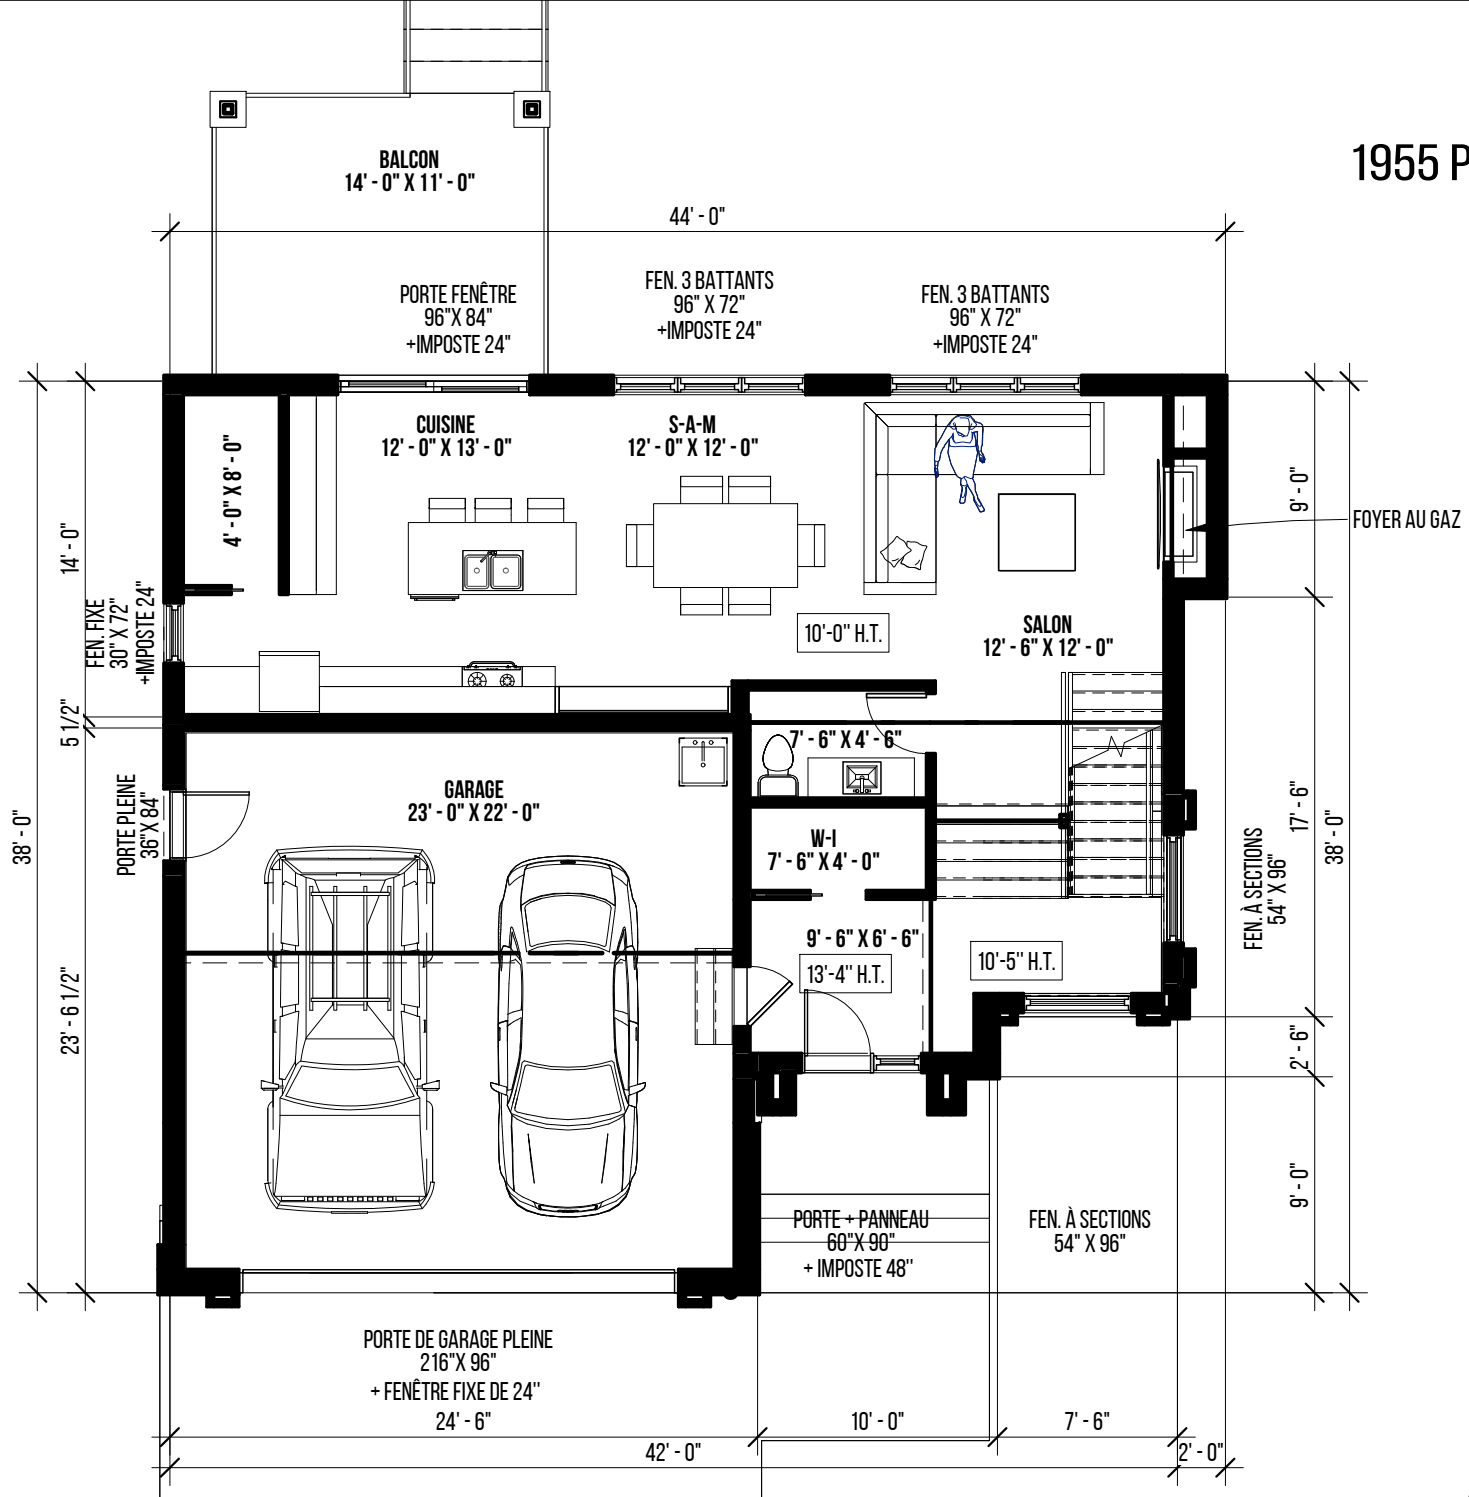 1955 P
BALCON
14' - 0" X 11' - 0"
44' - 0"
PORTE FENÊTRE
96"X 84"
+IMPOSTE 24"
FEN. 3 BATTANTS
96" X 72"
+IMPOSTE 24"
FEN. 3 BATTANTS
96" X 72"
+IMPOSTE 24"
CUISINE
12' - 0" X 13' - 0"
S-A-M
12' - 0" X 12' - 0"
4' - 0" X 8' - 0"
14' - 0"
9' - 0"
FOYER AU GAZ
FEN. FIXE
30" X 72"
+IMPOSTE 24"
10'-0" H.T.
SALON
12' - 6" X 12' - 0"
5 1/2"
7' - 6" X 4' - 6"
GARAGE
23' - 0" X 22' - 0"
PORTE PLEINE
36"X 84"
38' - 0"
17' - 6"
38' - 0"
W-I
7' - 6" X 4' - 0"
FEN. À SECTIONS
54" X 96"
9' - 6" X 6' - 6"
13'-4" H.T.
10'-5" H.T.
23' - 6 1/2"
2' - 6"
9' - 0"
PORTE + PANNEAU
60"X 90"
+ IMPOSTE 48"
FEN. À SECTIONS
54" X 96"
PORTE DE GARAGE PLEINE
216"X 96"
+ FENÊTRE FIXE DE 24"
24' - 6"
10' - 0"
7' - 6"
42' - 0"
2' - 0"